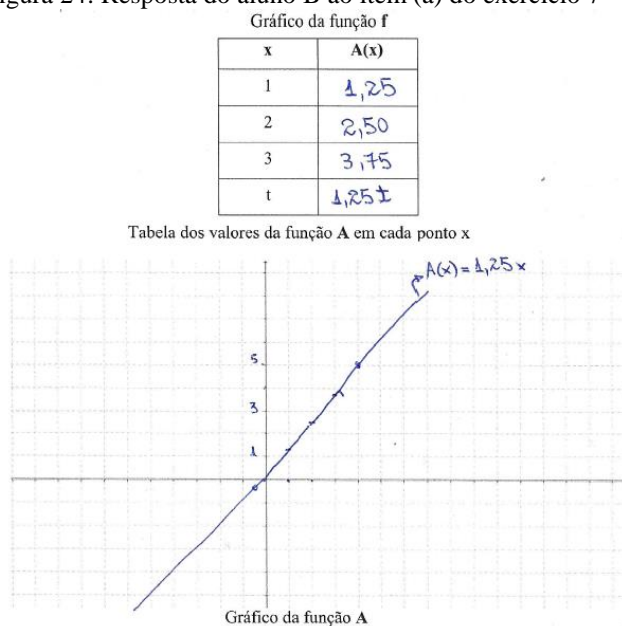 gura 24: Resposta do aluno B ao item (a) do exercício 7
Gráfico da função f
x A(x)
1 1,25
2 2,50
3 3,75
t 1,25t
Tabela dos valores da função A em cada ponto x
A(x) = 1,25x
5
3
1
Gráfico da função A